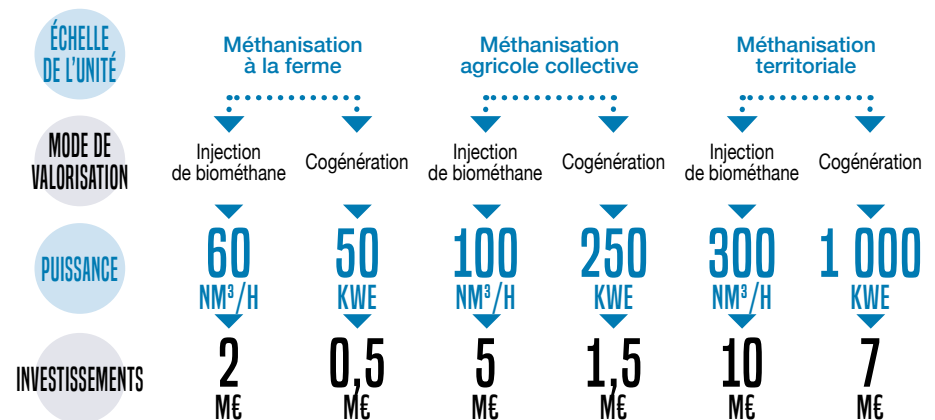 ÉCHELLE
DE L'UNITÉ
Méthanisation
à la ferme
Méthanisation
agricole collective
Méthanisation
territoriale
MODE DE
VALORISATION
Injection
de biométhane
Cogénération
Injection
de biométhane
Cogénération
Injection
de biométhane
Cogénération
PUISSANCE
60
NM³/H
50
KWE
100
NM³/H
250
KWE
300
NM³/H
1 000
KWE
INVESTISSEMENTS
2
M€
0,5
M€
5
M€
1,5
M€
10
M€
7
M€